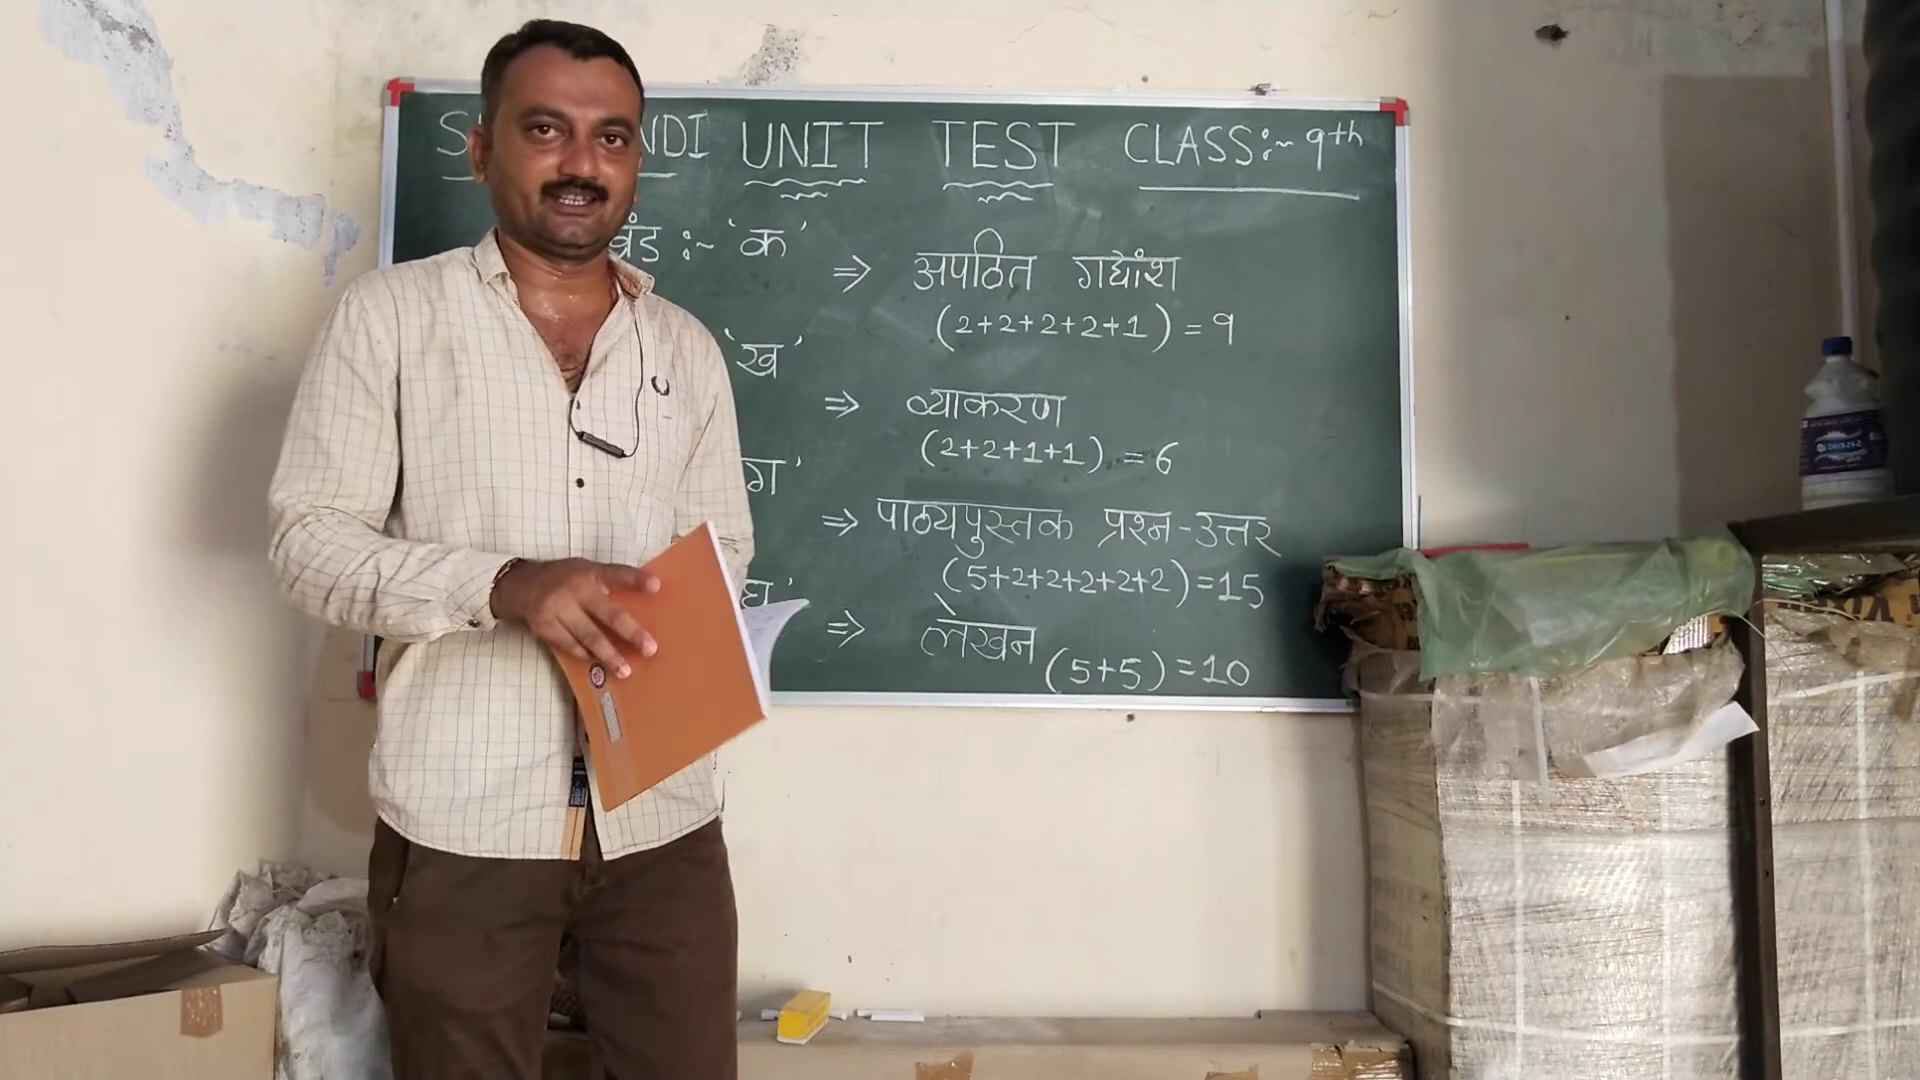 UNIT TEST CLASS:- 9th
:- 'क'
⇒ अपठित गद्यांश
(2+2+2+2+1) = 9
'ख'
⇒ व्याकरण
(2+2+1+1) = 6
ग'
⇒ पाठ्यपुस्तक प्रश्न-उत्तर
(5+2+2+2+2+2)=15
घ'
⇒ लेखन (5+5)=10